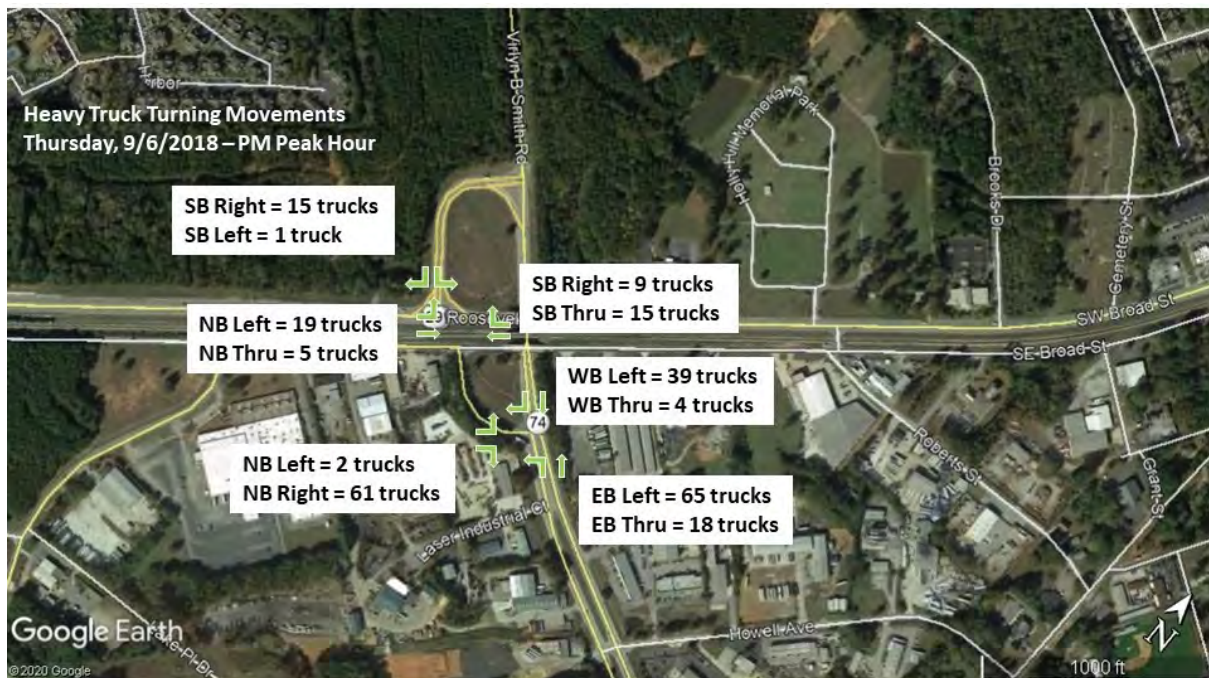 Harbor
Heavy Truck Turning Movements
Thursday, 9/6/2018 – PM Peak Hour
Virlyn B Smith Rd
Holly Hill Memorial Park
Brooks Dr
Cemetery St
SB Right = 15 trucks
SB Left = 1 truck
SB Right = 9 trucks
SB Thru = 15 trucks
NB Left = 19 trucks
NB Thru = 5 trucks
SW Broad St
SE Broad St
WB Left = 39 trucks
WB Thru = 4 trucks
74
Roberts St
Grant St
NB Left = 2 trucks
NB Right = 61 trucks
EB Left = 65 trucks
EB Thru = 18 trucks
Laser Industrial Ct
Howell Ave
Google Earth
©2020 Google
1000 ft
N